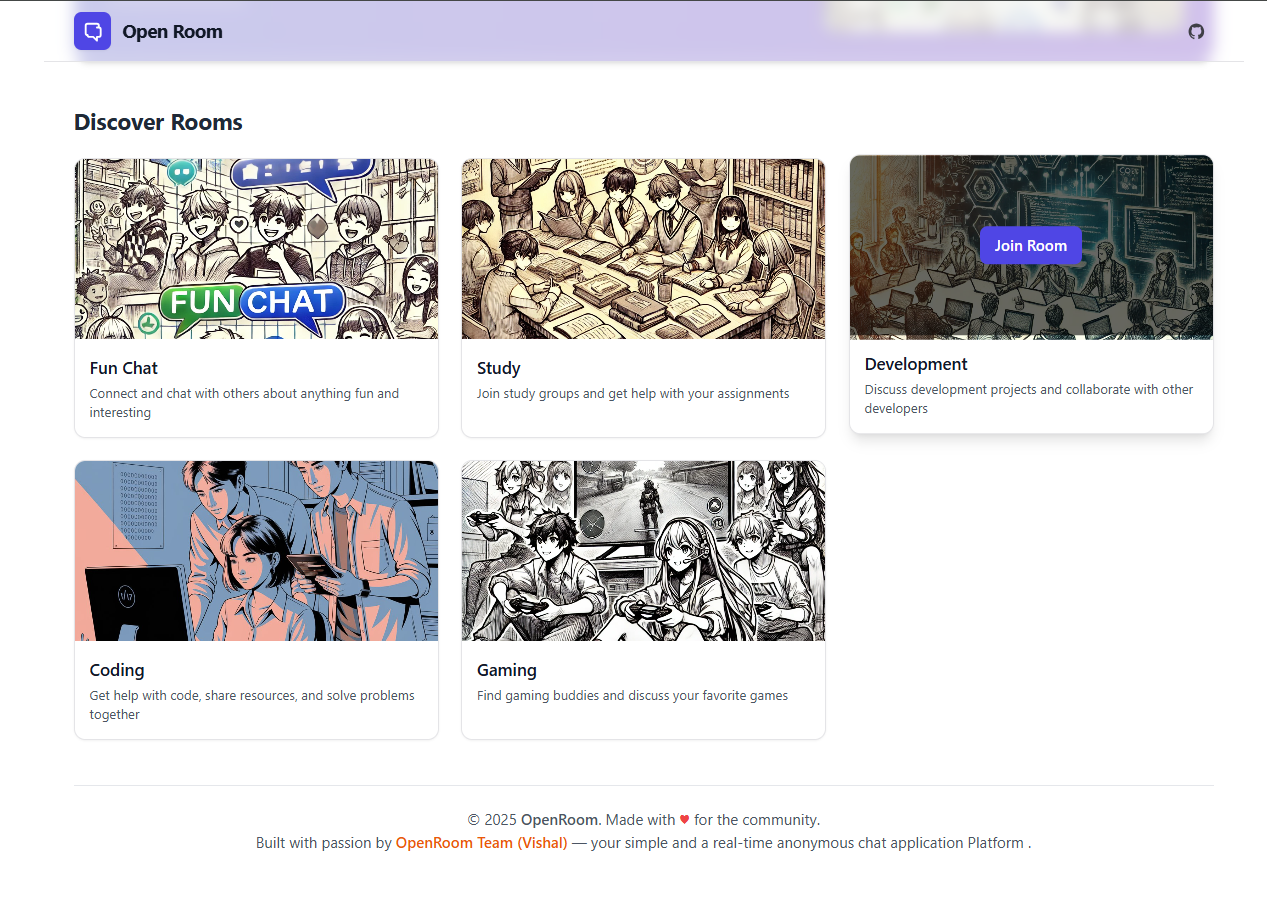 Open Room
Discover Rooms
FUN CHAT
Join Room
Fun Chat
Connect and chat with others about anything fun and
interesting
Study
Join study groups and get help with your assignments
Development
Discuss development projects and collaborate with other
developers
Coding
Get help with code, share resources, and solve problems
together
Gaming
Find gaming buddies and discuss your favorite games
© 2025 OpenRoom. Made with ♥ for the community.
Built with passion by OpenRoom Team (Vishal) — your simple and a real-time anonymous chat application Platform .